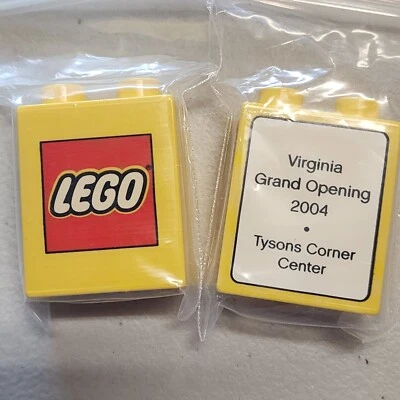 LEGO
Virginia
Grand Opening
2004
•
Tysons Corner
Center